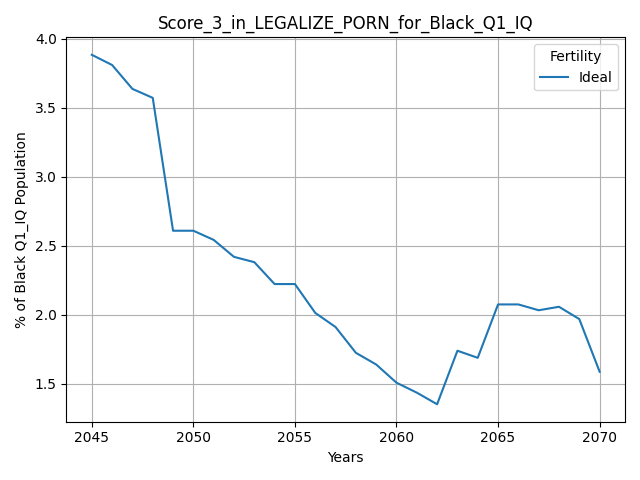 Score_3_in_LEGALIZE_PORN_for_Black_Q1_IQ
Fertility
Ideal
% of Black Q1_IQ Population
4.0
3.5
3.0
2.5
2.0
1.5
2045 2050 2055 2060 2065 2070
Years